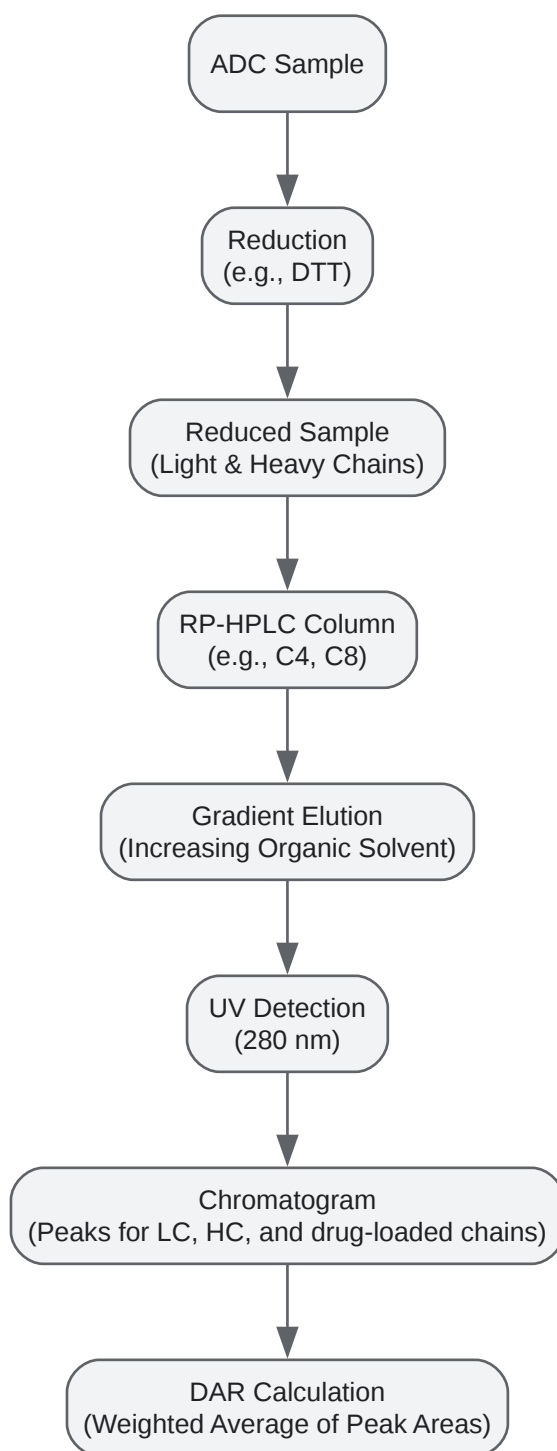 ADC Sample
Reduction
(e.g., DTT)
Reduced Sample
(Light & Heavy Chains)
RP-HPLC Column
(e.g., C4, C8)
Gradient Elution
(Increasing Organic Solvent)
UV Detection
(280 nm)
Chromatogram
(Peaks for LC, HC, and drug-loaded chains)
DAR Calculation
(Weighted Average of Peak Areas)